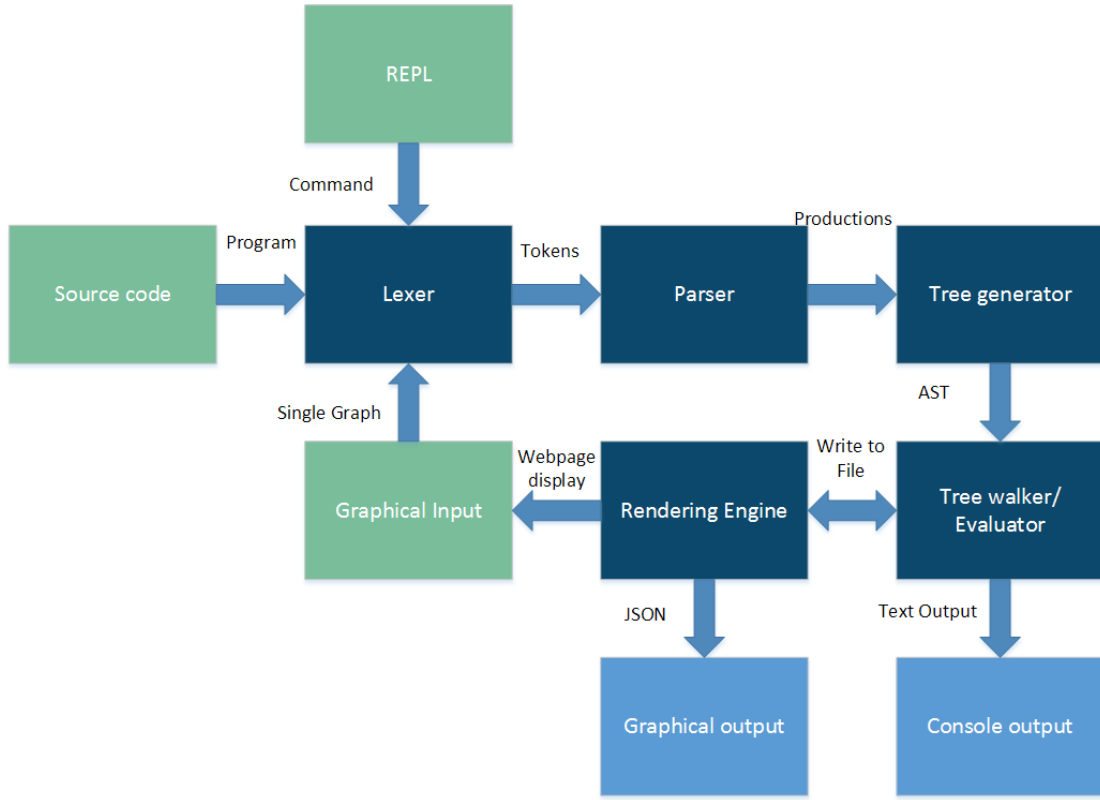 REPL
Command
Productions
Program
Tokens
Source code
Lexer
Parser
Tree generator
AST
Single Graph
Webpage
display
Write to
File
Graphical Input
Rendering Engine
Tree walker/
Evaluator
JSON
Text Output
Graphical output
Console output